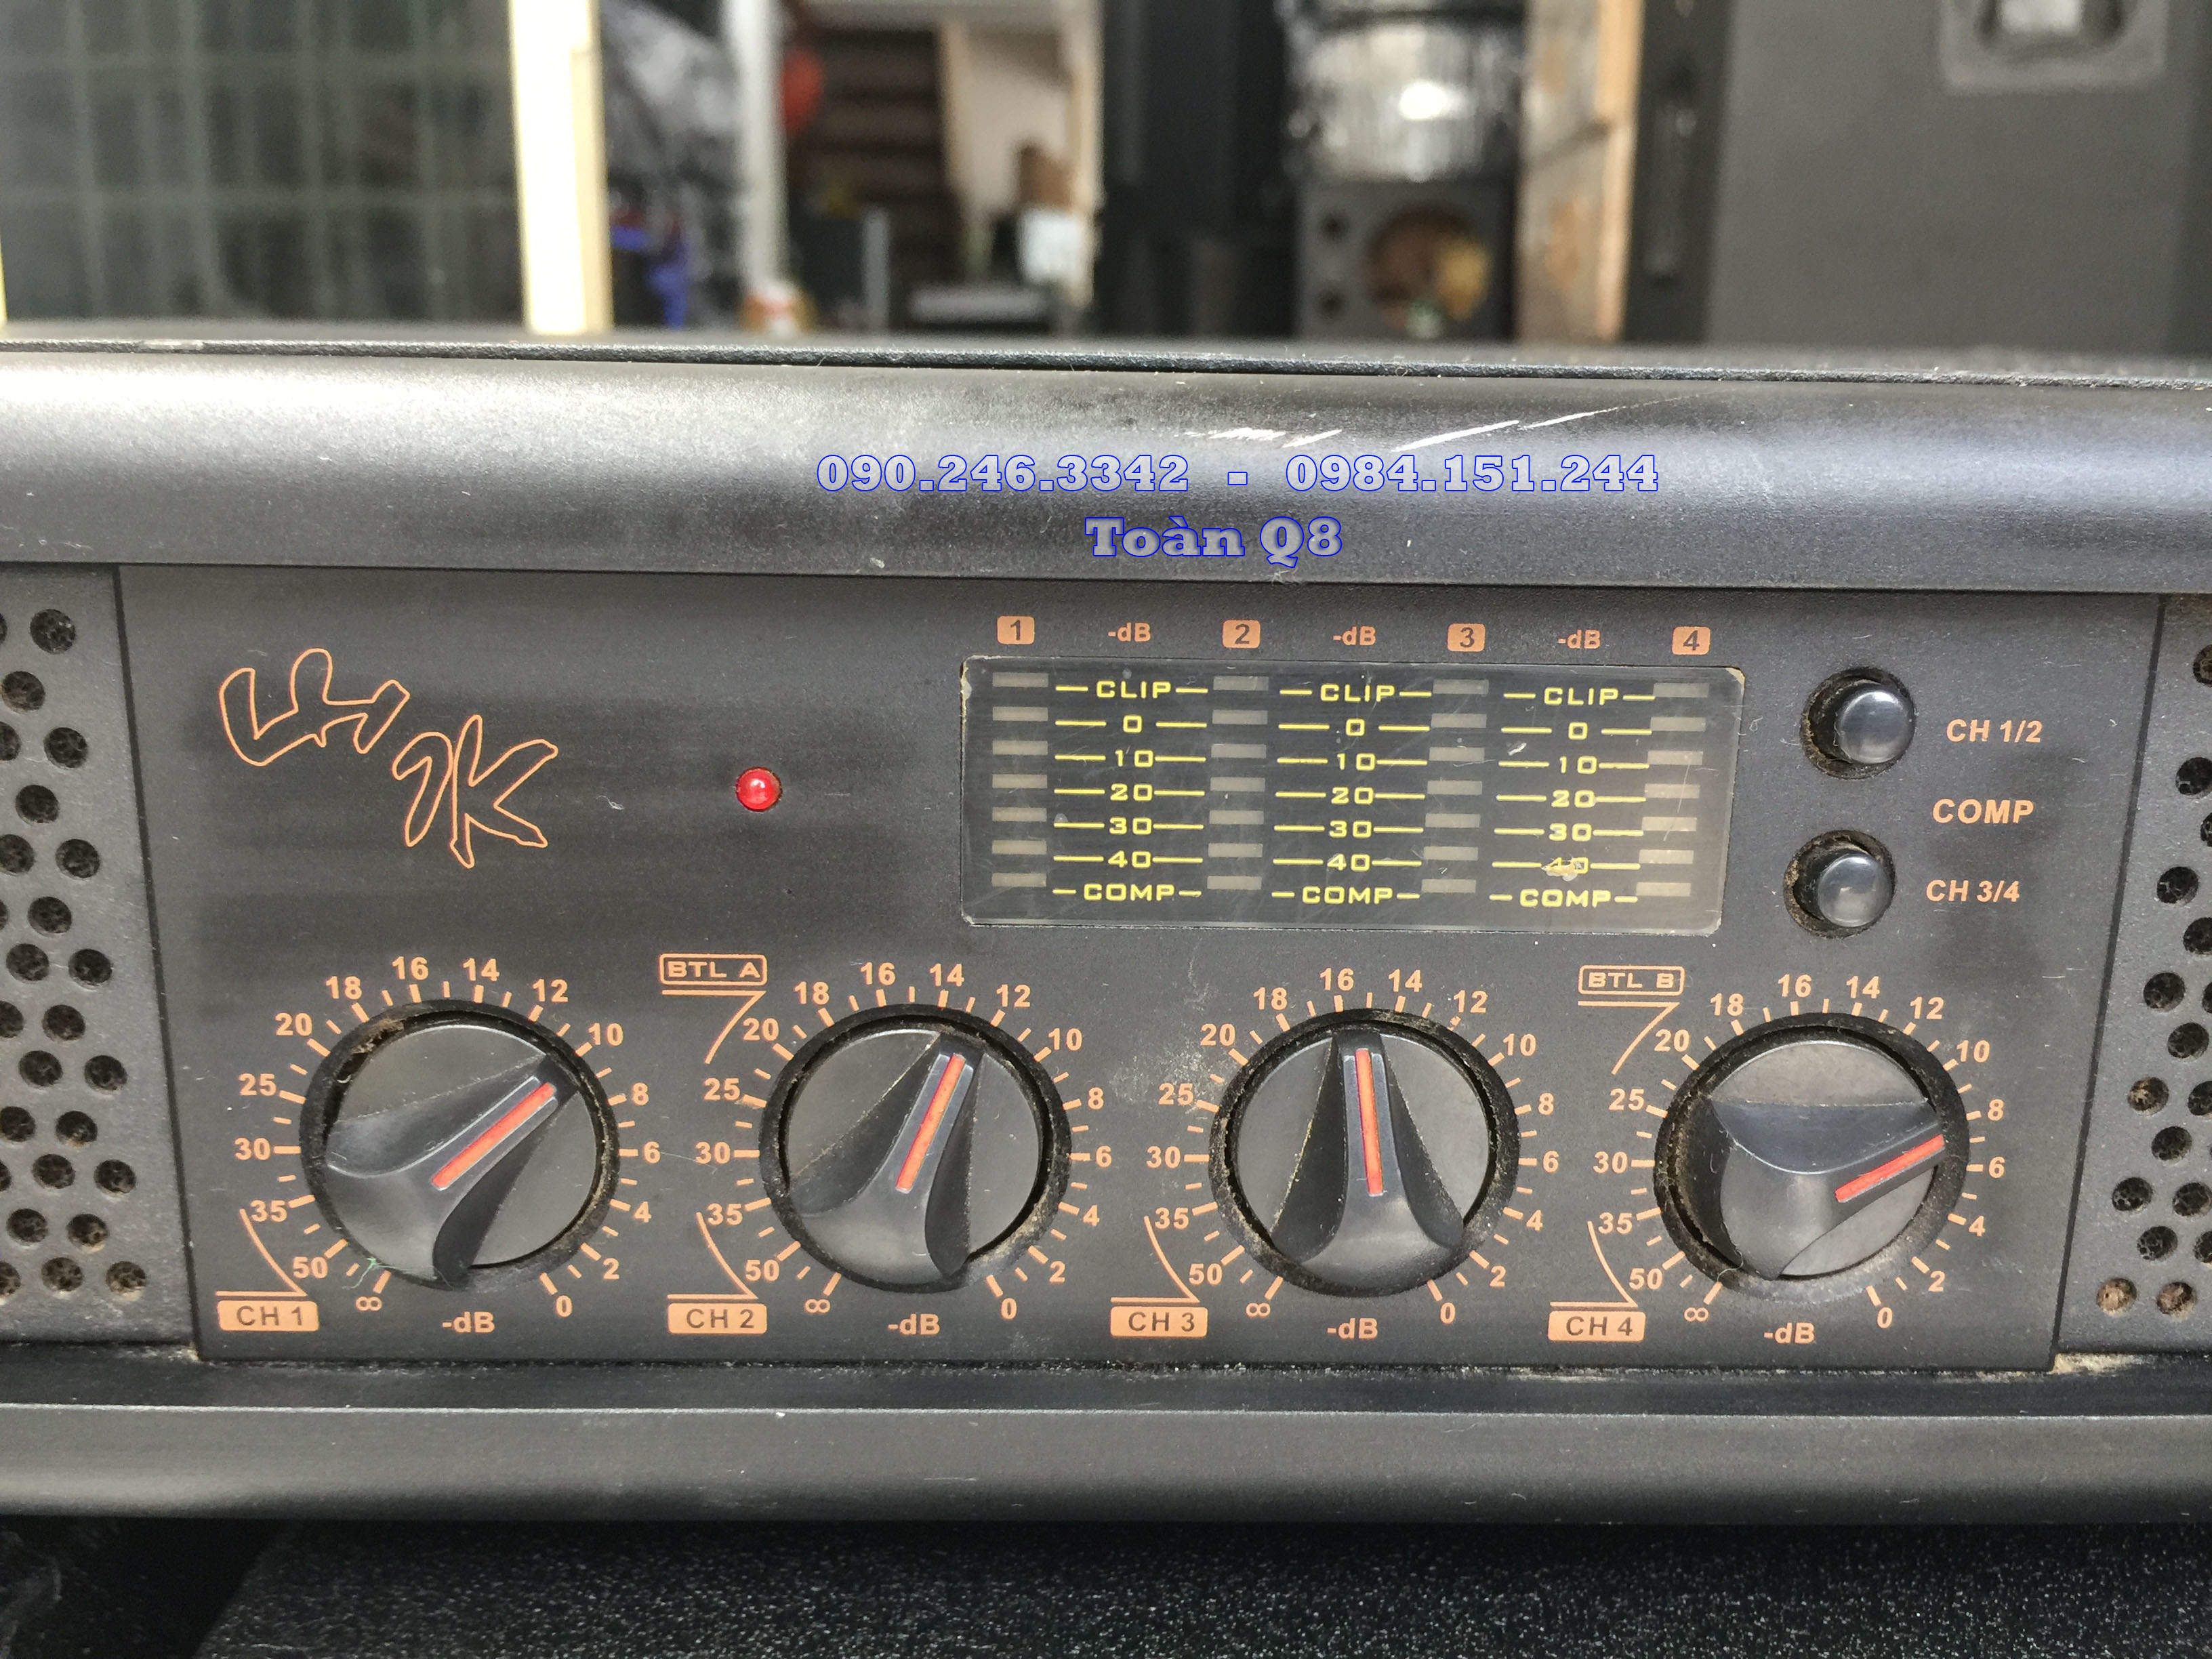 090.246.3342 - 0984.151.244
Toàn Q8
1 -dB 2 -dB 3 -dB 4
CLIP CLIP CLIP
0 0 0
10 10 10
20 20 20
30 30 30
40 40 40
COMP COMP COMP
CH 1/2
COMP
CH 3/4
BTL A
BTL B
∞ 50 35 30 25 20 18 16 14 12 10 8 6 4 2 0
CH 1 -dB
∞ 50 35 30 25 20 18 16 14 12 10 8 6 4 2 0
CH 2 -dB
∞ 50 35 30 25 20 18 16 14 12 10 8 6 4 2 0
CH 3 -dB
∞ 50 35 30 25 20 18 16 14 12 10 8 6 4 2 0
CH 4 -dB